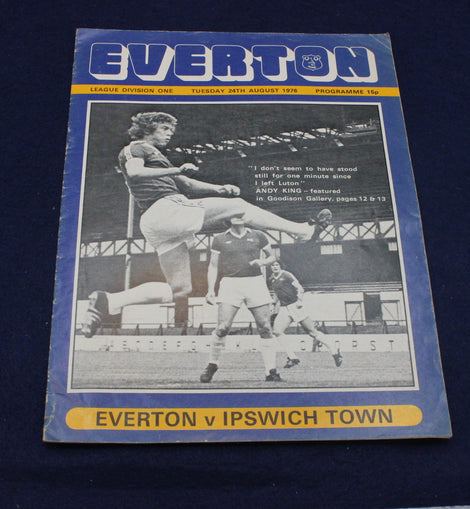 EVERTON
LEAGUE DIVISION ONE TUESDAY 24TH AUGUST 1976 PROGRAMME 15p
"I don't seem to have stood
still for one minute since
I left Luton"
ANDY KING – featured
in Goodison Gallery, pages 12 & 13
EVERTON v IPSWICH TOWN